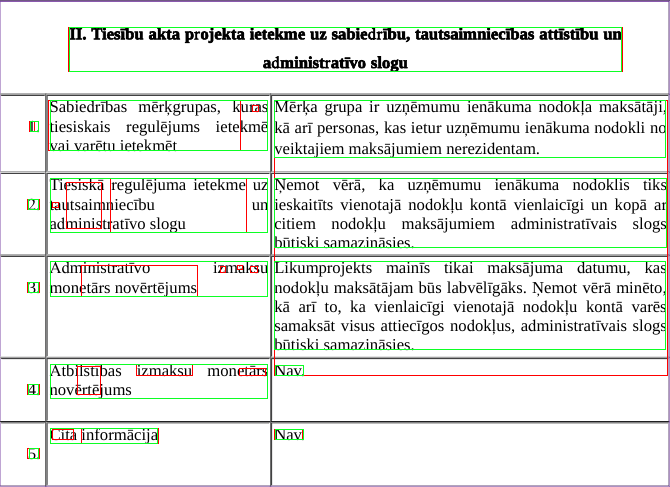 II. Tiesību akta projekta ietekme uz sabiedrību, tautsaimniecības attīstību un
administratīvo slogu
1.
Sabiedrības mērķgrupas, kuras
tiesiskais regulējums ietekmē
vai varētu ietekmēt
Mērķa grupa ir uzņēmumu ienākuma nodokļa maksātāji,
kā arī personas, kas ietur uzņēmumu ienākuma nodokli no
veiktajiem maksājumiem nerezidentam.
2.
Tiesiskā regulējuma ietekme uz
tautsaimniecību un
administratīvo slogu
Ņemot vērā, ka uzņēmumu ienākuma nodoklis tiks
ieskaitīts vienotajā nodokļu kontā vienlaicīgi un kopā ar
citiem nodokļu maksājumiem administratīvais slogs
būtiski samazināsies.
3.
Administratīvo izmaksu
monetārs novērtējums
Likumprojekts mainīs tikai maksājuma datumu, kas
nodokļu maksātājam būs labvēlīgāks. Ņemot vērā minēto,
kā arī to, ka vienlaicīgi vienotajā nodokļu kontā varēs
samaksāt visus attiecīgos nodokļus, administratīvais slogs
būtiski samazināsies.
4.
Atbilstības izmaksu monetārs
novērtējums
Nav
5.
Cita informācija
Nav